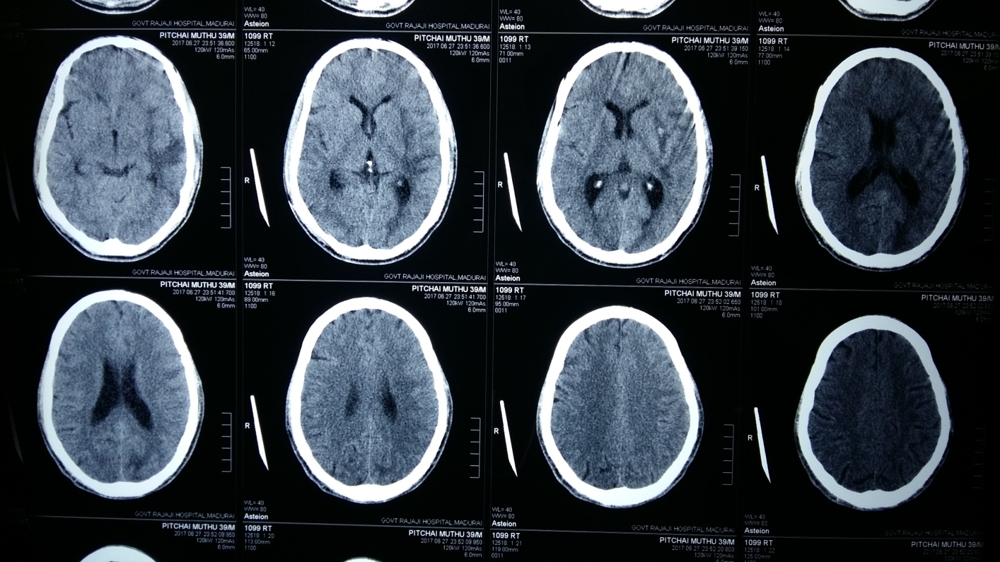 WL= 40
WW= 80
Asteion
GOVT RAJAJI HOSPITAL,MADURAI
WL= 40
WW= 80
Asteion
GOVT RAJAJI HOSPITAL,MADURAI
WL= 40
WW= 80
Asteion
GOVT RAJAJI HOSPITAL,MADURAI
PITCHAI MUTHU 39/M
2017.06.27 23:51:36.600
120kV/ 120mAs
6.0mm
1099 RT
12518: 1:12
65.00mm
1100
PITCHAI MUTHU 39/M
2017.06.27 23:51:36.600
120kV/ 120mAs
6.0mm
1099 RT
12518: 1:13
71.00mm
0011
PITCHAI MUTHU 39/M
2017.06.27 23:51:39.150
120kV/ 120mAs
6.0mm
1099 RT
12518: 1:14
77.00mm
1100
PITCHAI MUTHU 39/M
R
R
R
GOVT RAJAJI HOSPITAL,MADURAI
WL= 40
WW= 80
Asteion
GOVT RAJAJI HOSPITAL,MADURAI
WL= 40
WW= 80
Asteion
GOVT RAJAJI HOSPITAL,MADURAI
WL= 40
WW= 80
Asteion
PITCHAI MUTHU 39/M
2017.06.27 23:51:41.700
120kV/ 120mAs
6.0mm
1099 RT
12518: 1:16
89.00mm
1100
PITCHAI MUTHU 39/M
2017.06.27 23:51:41.700
120kV/ 120mAs
6.0mm
1099 RT
12518: 1:17
95.00mm
0011
PITCHAI MUTHU 39/M
2017.06.27 23:52:02.650
120kV/ 120mAs
6.0mm
1099 RT
12518: 1:18
101.00mm
1100
PITCHAI MUTHU 39/M
R
R
R
GOVT RAJAJI HOSPITAL,MADURAI
WL= 40
WW= 80
Asteion
GOVT RAJAJI HOSPITAL,MADURAI
WL= 40
WW= 80
Asteion
GOVT RAJAJI HOSPITAL,MADURAI
WL= 40
WW= 80
Asteion
PITCHAI MUTHU 39/M
2017.06.27 23:52:09.950
120kV/ 120mAs
6.0mm
1099 RT
12518: 1:20
113.00mm
1100
PITCHAI MUTHU 39/M
2017.06.27 23:52:09.950
120kV/ 120mAs
6.0mm
1099 RT
12518: 1:21
119.00mm
0011
PITCHAI MUTHU 39/M
2017.06.27 23:52:20.800
120kV/ 120mAs
6.0mm
1099 RT
12518: 1:22
125.00mm
1100
PITCHAI MUTHU 39/M